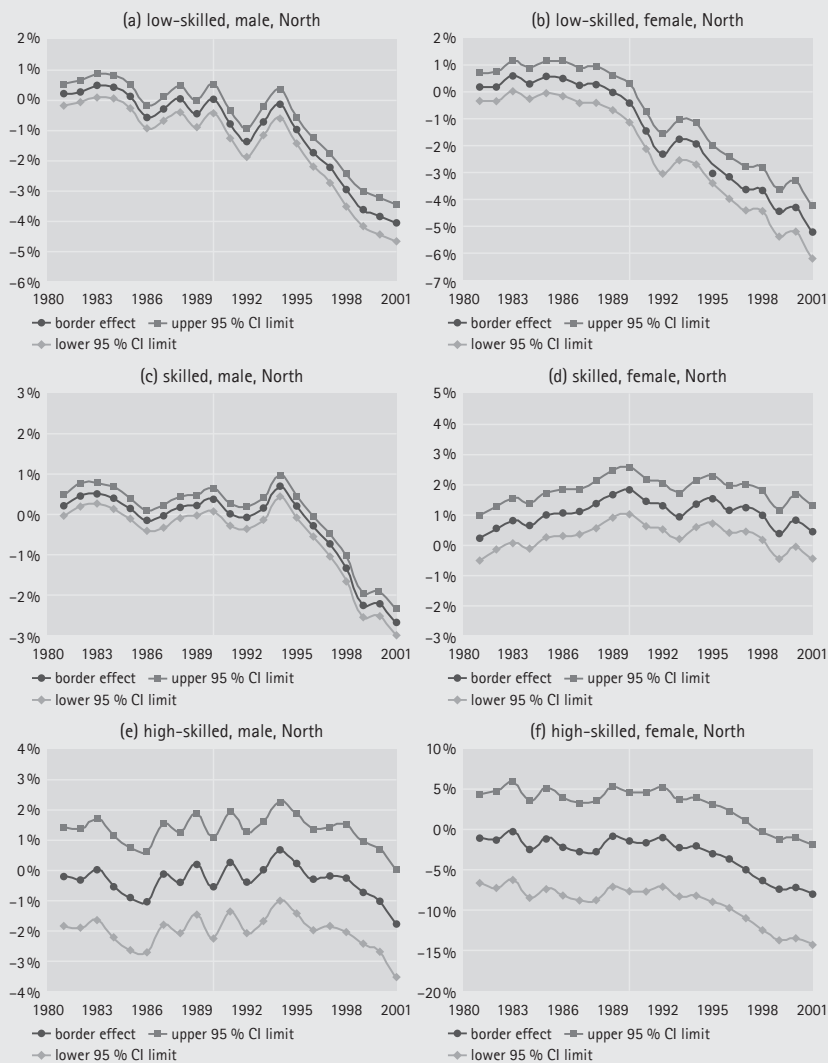 (a) low-skilled, male, North
2 %
1 %
0 %
−1 %
−2 %
−3 %
−4 %
−5 %
−6 %
1980 1983 1986 1989 1992 1995 1998 2001
border effect upper 95 % CI limit
lower 95 % CI limit
(b) low-skilled, female, North
2 %
1 %
0 %
−1 %
−2 %
−3 %
−4 %
−5 %
−6 %
−7 %
1980 1983 1986 1989 1992 1995 1998 2001
border effect upper 95 % CI limit
lower 95 % CI limit
(c) skilled, male, North
3 %
2 %
1 %
0 %
−1 %
−2 %
−3 %
1980 1983 1986 1989 1992 1995 1998 2001
border effect upper 95 % CI limit
lower 95 % CI limit
(d) skilled, female, North
5 %
4 %
3 %
2 %
1 %
0 %
−1 %
−2 %
−3 %
1980 1983 1986 1989 1992 1995 1998 2001
border effect upper 95 % CI limit
lower 95 % CI limit
(e) high-skilled, male, North
4 %
3 %
2 %
1 %
0 %
−1 %
−2 %
−3 %
−4 %
1980 1983 1986 1989 1992 1995 1998 2001
border effect upper 95 % CI limit
lower 95 % CI limit
(f) high-skilled, female, North
10 %
5 %
0 %
−5 %
−10 %
−15 %
−20 %
1980 1983 1986 1989 1992 1995 1998 2001
border effect upper 95 % CI limit
lower 95 % CI limit